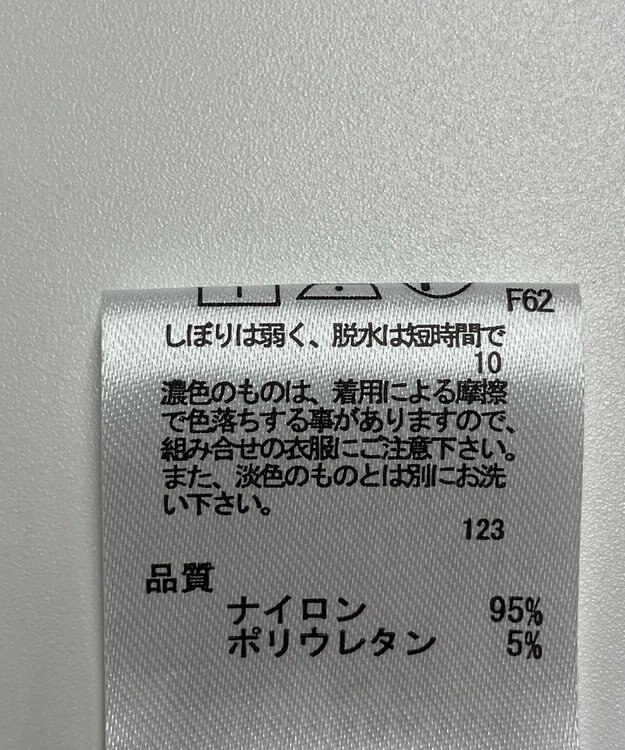 F62
しぼりは弱く、脱水は短時間で
10
濃色のものは、着用による摩擦
で色落ちする事がありますので、
組み合せの衣服にご注意下さい。
また、淡色のものとは別にお洗
い下さい。
123
品質
ナイロン 95%
ポリウレタン 5%